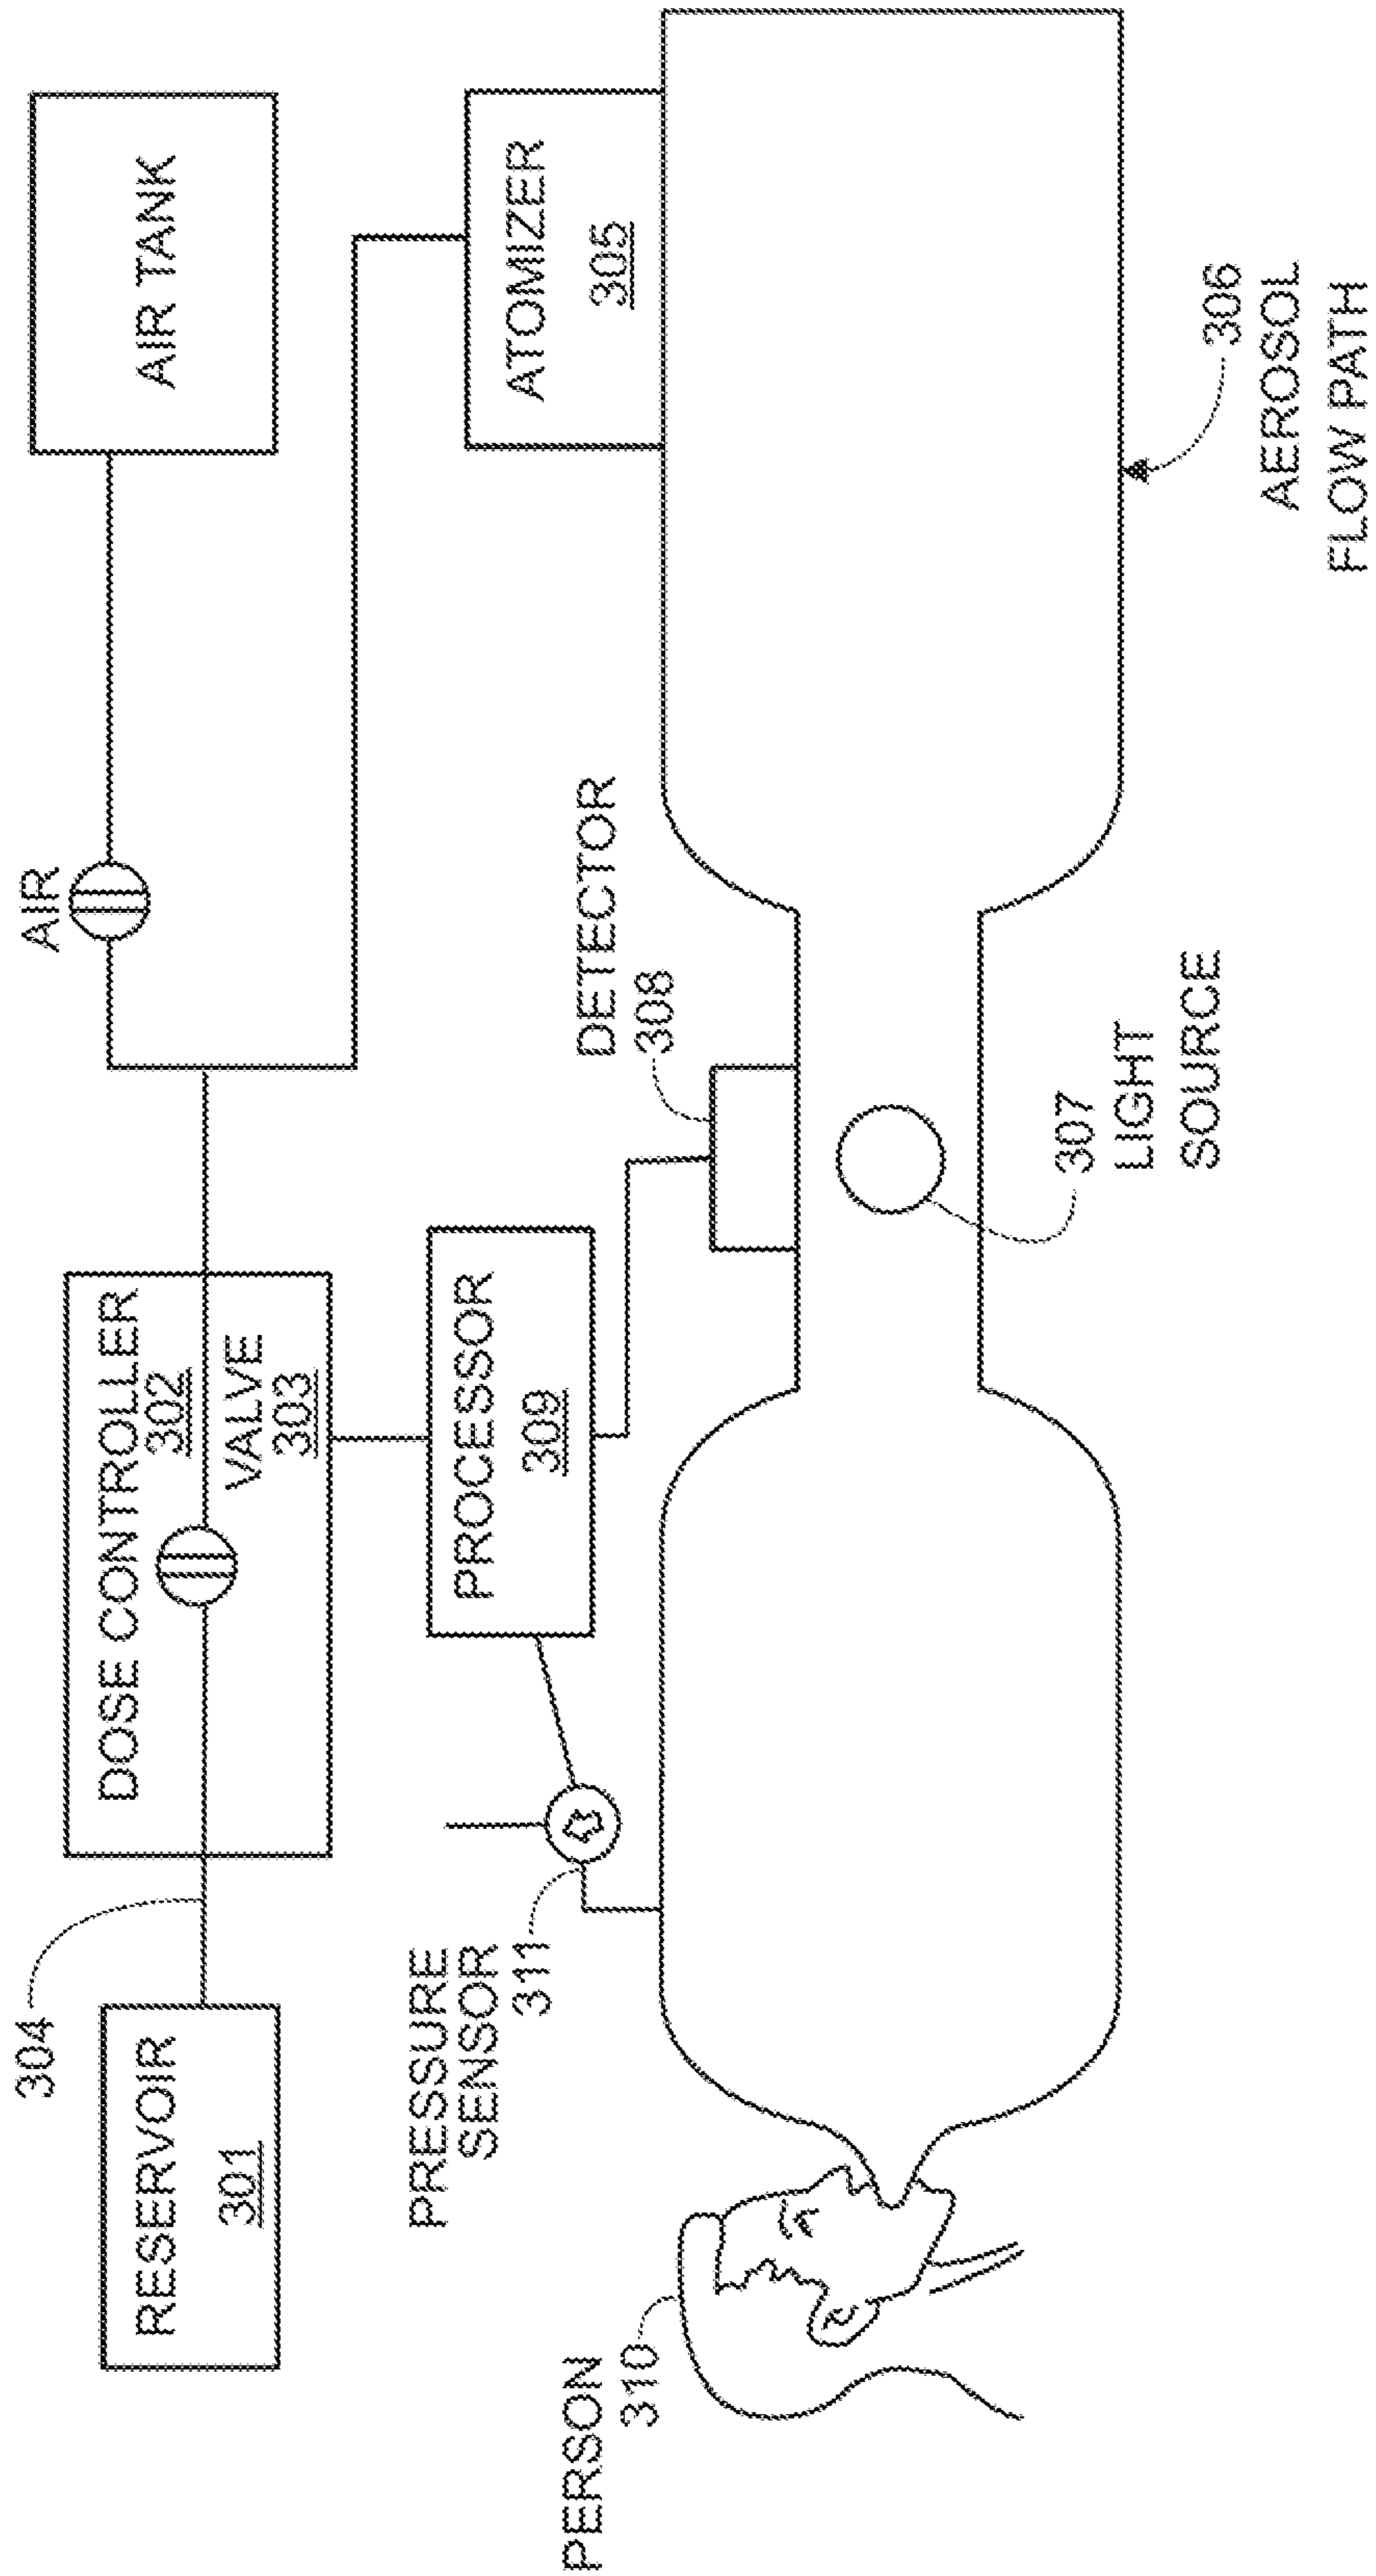 304
RESERVOIR
301
DOSE CONTROLLER
302
VALVE
303
AIR
AIR TANK
PRESSURE
SENSOR
311
PROCESSOR
309
DETECTOR
308
ATOMIZER
305
PERSON
310
307
LIGHT
SOURCE
306
AEROSOL
FLOW PATH